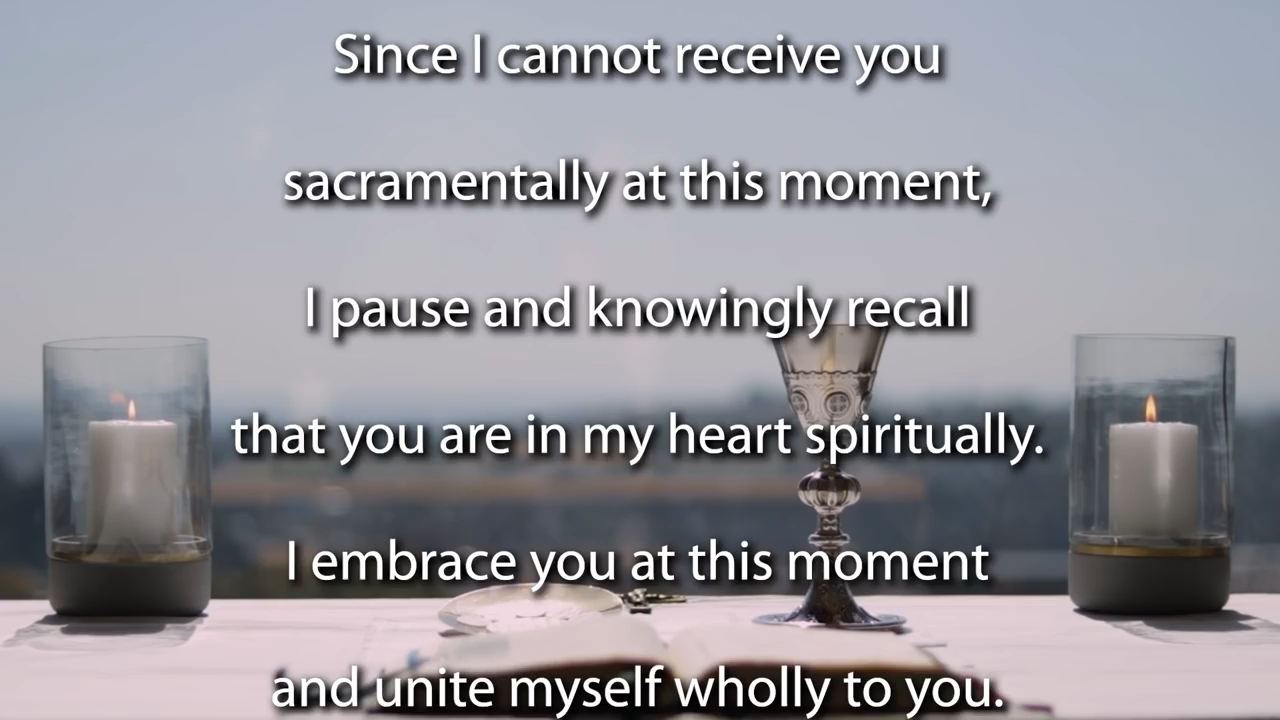 Since I cannot receive you
sacramentally at this moment,
I pause and knowingly recall
that you are in my heart spiritually.
I embrace you at this moment
and unite myself wholly to you.